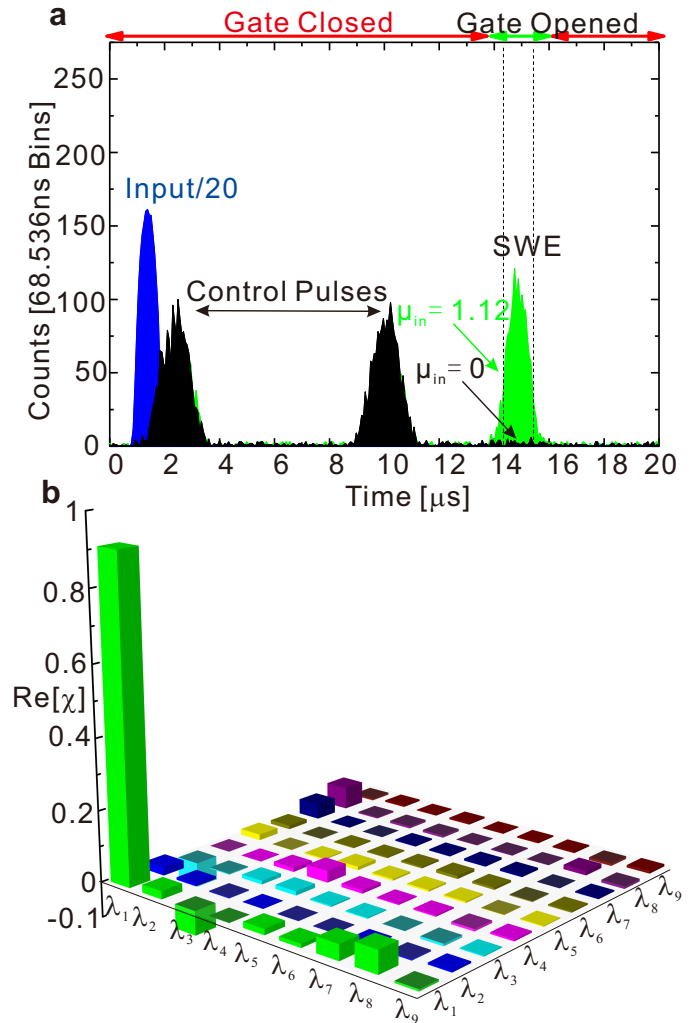 a
Gate Closed Gate Opened
250
200
150
100
50
0
Counts [68.536ns Bins]
Input/20
Control Pulses
SWE
μin = 1.12
μin = 0
0 2 4 6 8 10 12 14 16 18 20
Time [μs]
b
1
0.8
0.6
Re[χ]
0.4
0.2
0
-0.1
λ1 λ2 λ3 λ4 λ5 λ6 λ7 λ8 λ9
λ1 λ2 λ3 λ4 λ5 λ6 λ7 λ8 λ9